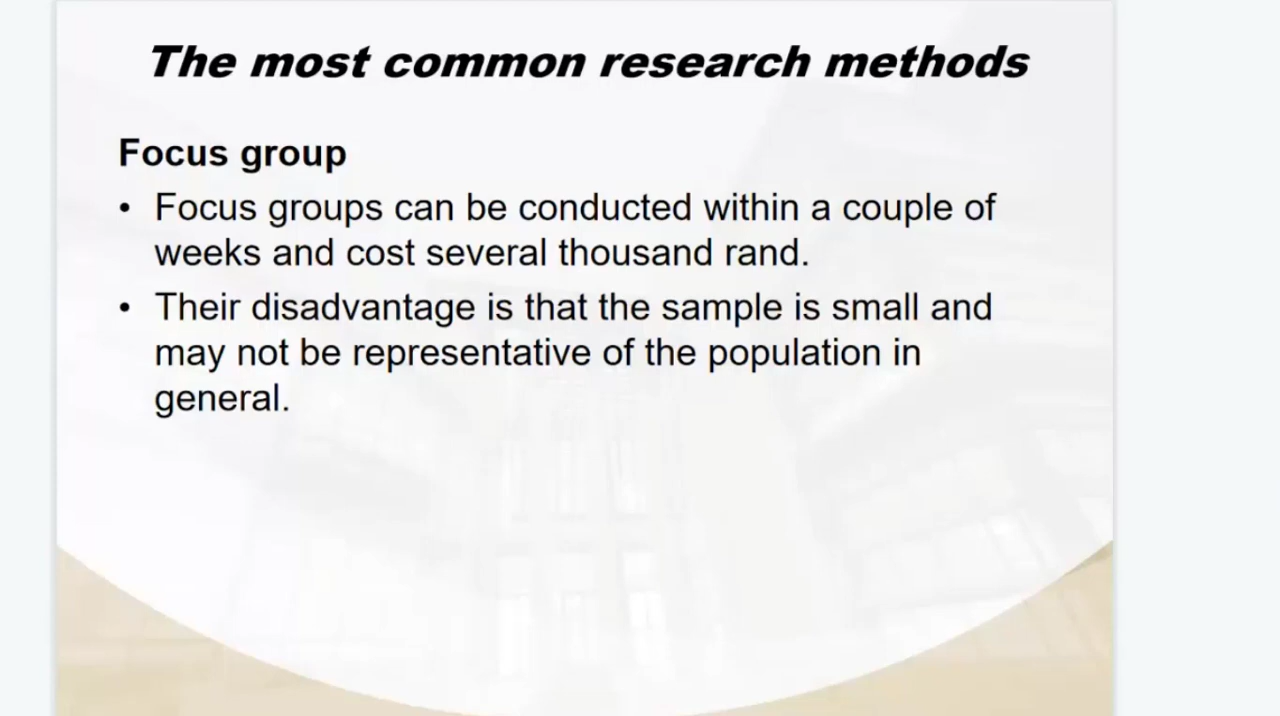 The most common research methods
Focus group
• Focus groups can be conducted within a couple of
weeks and cost several thousand rand.
• Their disadvantage is that the sample is small and
may not be representative of the population in
general.